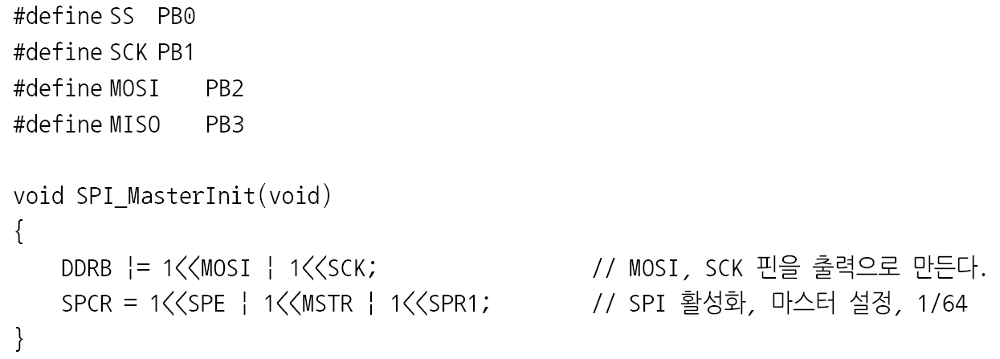 #define SS  PB0
#define SCK PB1
#define MOSI    PB2
#define MISO    PB3

void SPI_MasterInit(void)
{
    DDRB |= 1<<MOSI | 1<<SCK;                  // MOSI, SCK 핀을 출력으로 만든다.
    SPCR = 1<<SPE | 1<<MSTR | 1<<SPR1;         // SPI 활성화, 마스터 설정, 1/64
}